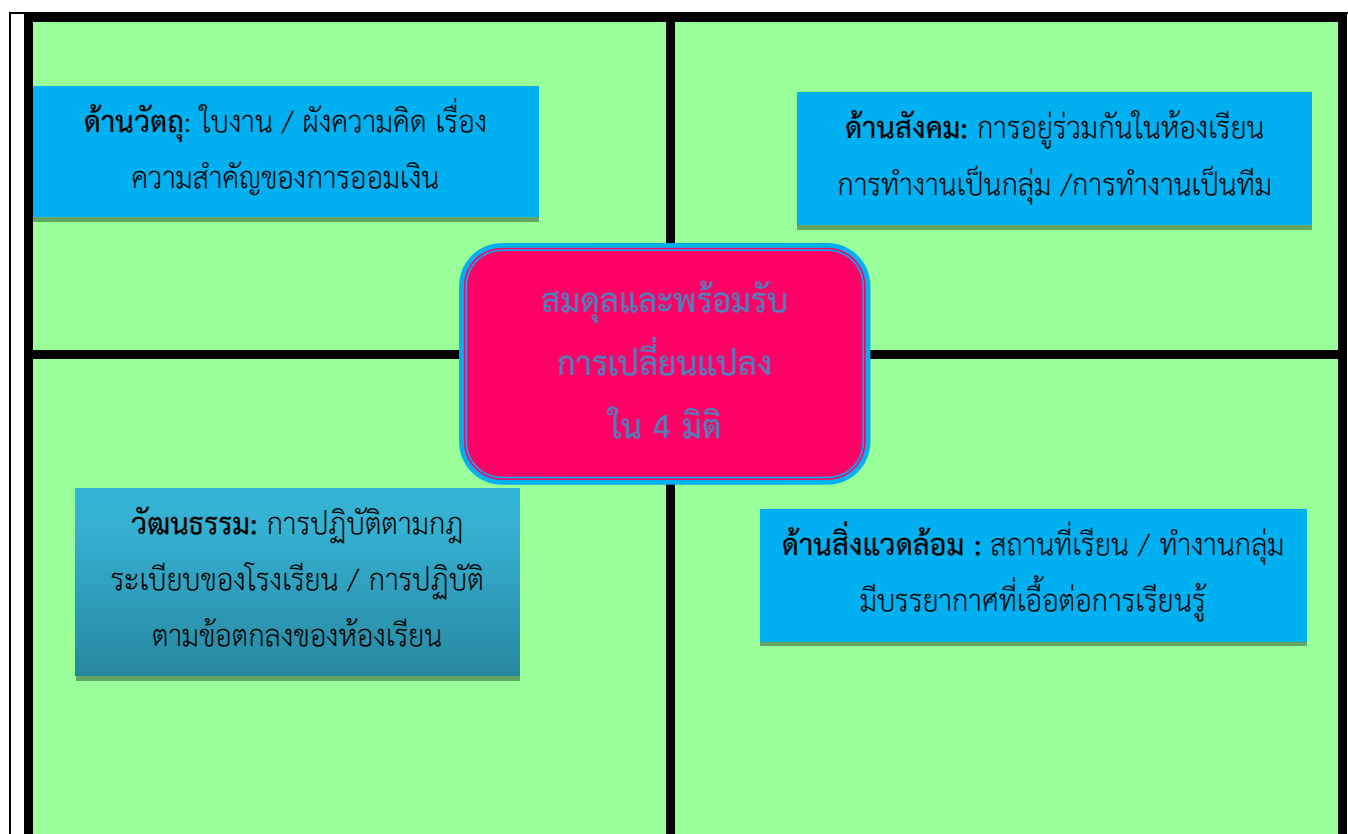 ด้านวัตถุ: ใบงาน / ผังความคิด เรื่อง
ความสำคัญของการออมเงิน
ด้านสังคม: การอยู่ร่วมกันในห้องเรียน
การทำงานเป็นกลุ่ม /การทำงานเป็นทีม
สมดุลและพร้อมรับ
การเปลี่ยนแปลง
ใน 4 มิติ
วัฒนธรรม: การปฏิบัติตามกฎ
ระเบียบของโรงเรียน / การปฏิบัติ
ตามข้อตกลงของห้องเรียน
ด้านสิ่งแวดล้อม : สถานที่เรียน / ทำงานกลุ่ม
มีบรรยากาศที่เอื้อต่อการเรียนรู้